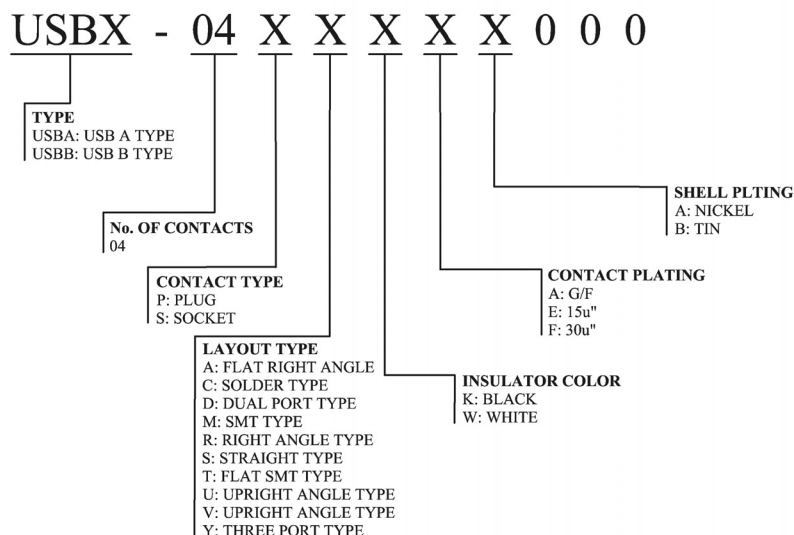 USBX - 04 X X X X X 0 0 0
TYPE
USBA: USB A TYPE
USBB: USB B TYPE
No. OF CONTACTS
04
CONTACT TYPE
P: PLUG
S: SOCKET
LAYOUT TYPE
A: FLAT RIGHT ANGLE
C: SOLDER TYPE
D: DUAL PORT TYPE
M: SMT TYPE
R: RIGHT ANGLE TYPE
S: STRAIGHT TYPE
T: FLAT SMT TYPE
U: UPRIGHT ANGLE TYPE
V: UPRIGHT ANGLE TYPE
Y: THREE PORT TYPE
INSULATOR COLOR
K: BLACK
W: WHITE
CONTACT PLATING
A: G/F
E: 15u"
F: 30u"
SHELL PLTING
A: NICKEL
B: TIN